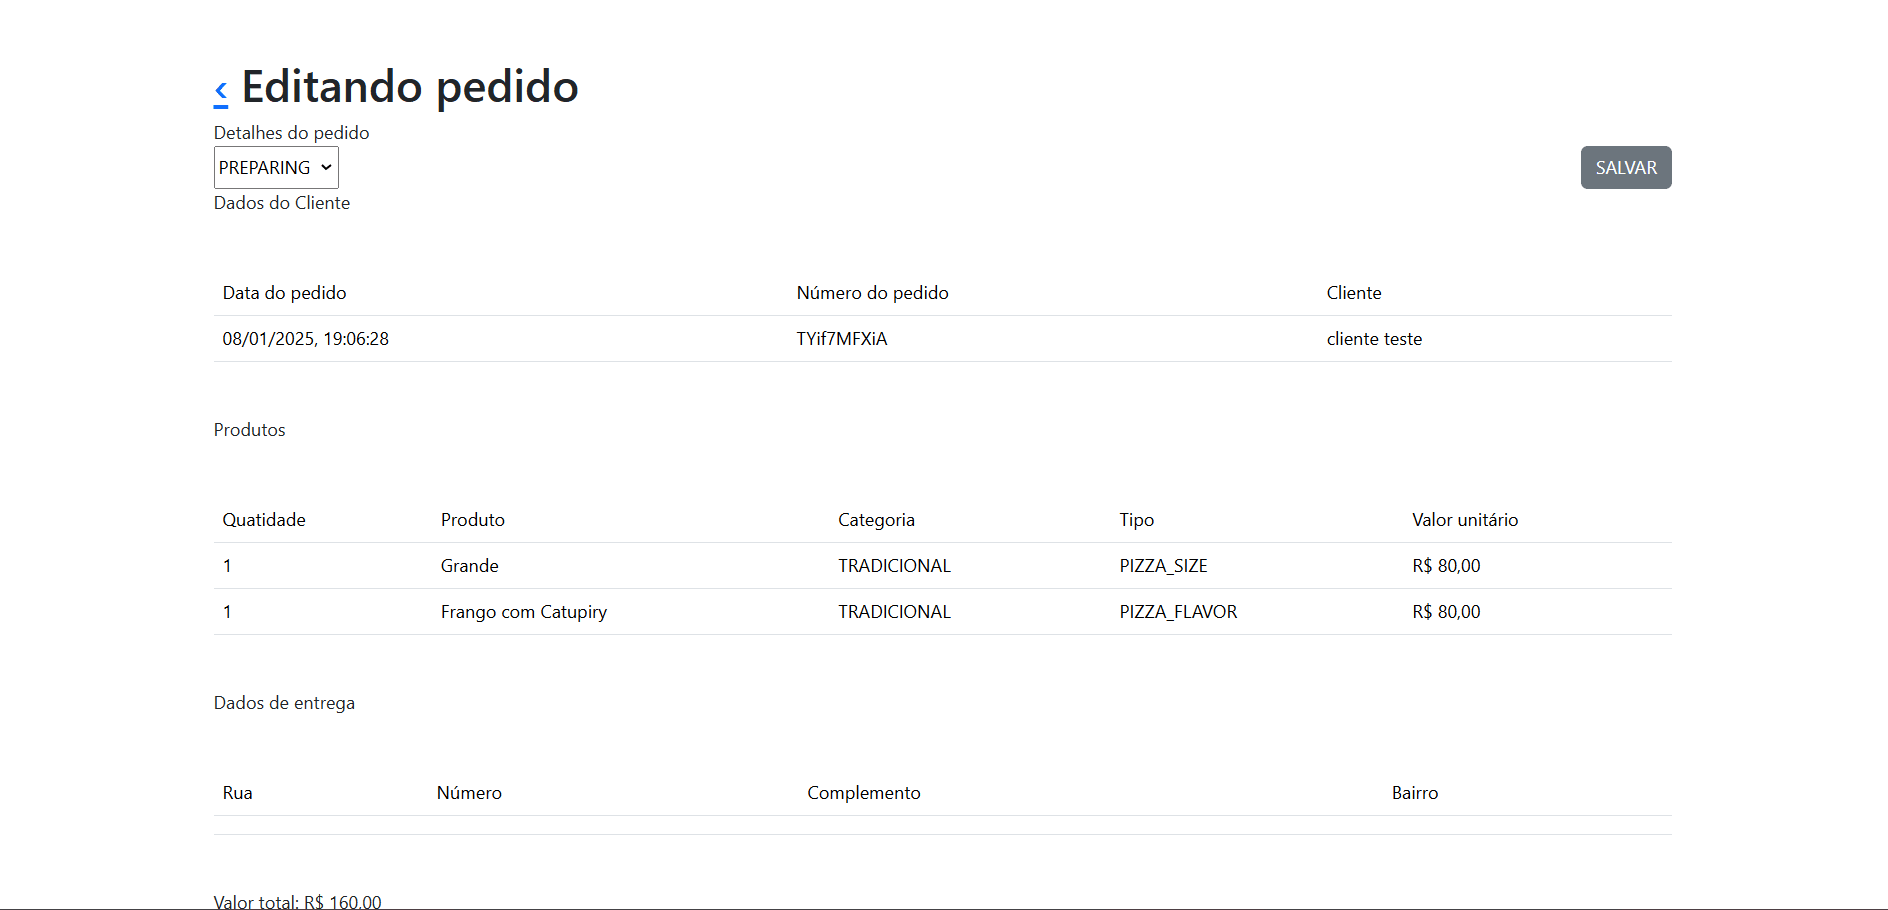 < Editando pedido
Detalhes do pedido
PREPARING
SALVAR
Dados do Cliente
Data do pedido Número do pedido Cliente
08/01/2025, 19:06:28 TYif7MFXiA cliente teste
Produtos
Quatidade Produto Categoria Tipo Valor unitário
1 Grande TRADICIONAL PIZZA_SIZE R$ 80,00
1 Frango com Catupiry TRADICIONAL PIZZA_FLAVOR R$ 80,00
Dados de entrega
Rua Número Complemento Bairro
Valor total: R$ 160,00